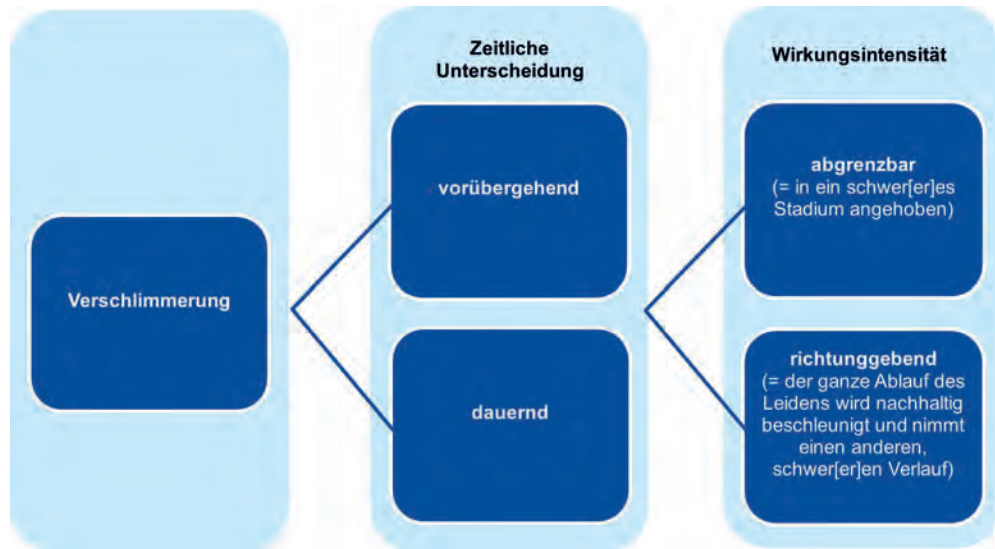 Verschlimmerung
Zeitliche
Unterscheidung
vorübergehend
dauernd
Wirkungsintensität
abgrenzbar
(= in ein schwer[er]es
Stadium angehoben)
richtunggebend
(= der ganze Ablauf des
Leidens wird nachhaltig
beschleunigt und nimmt
einen anderen,
schwer[er]en Verlauf)